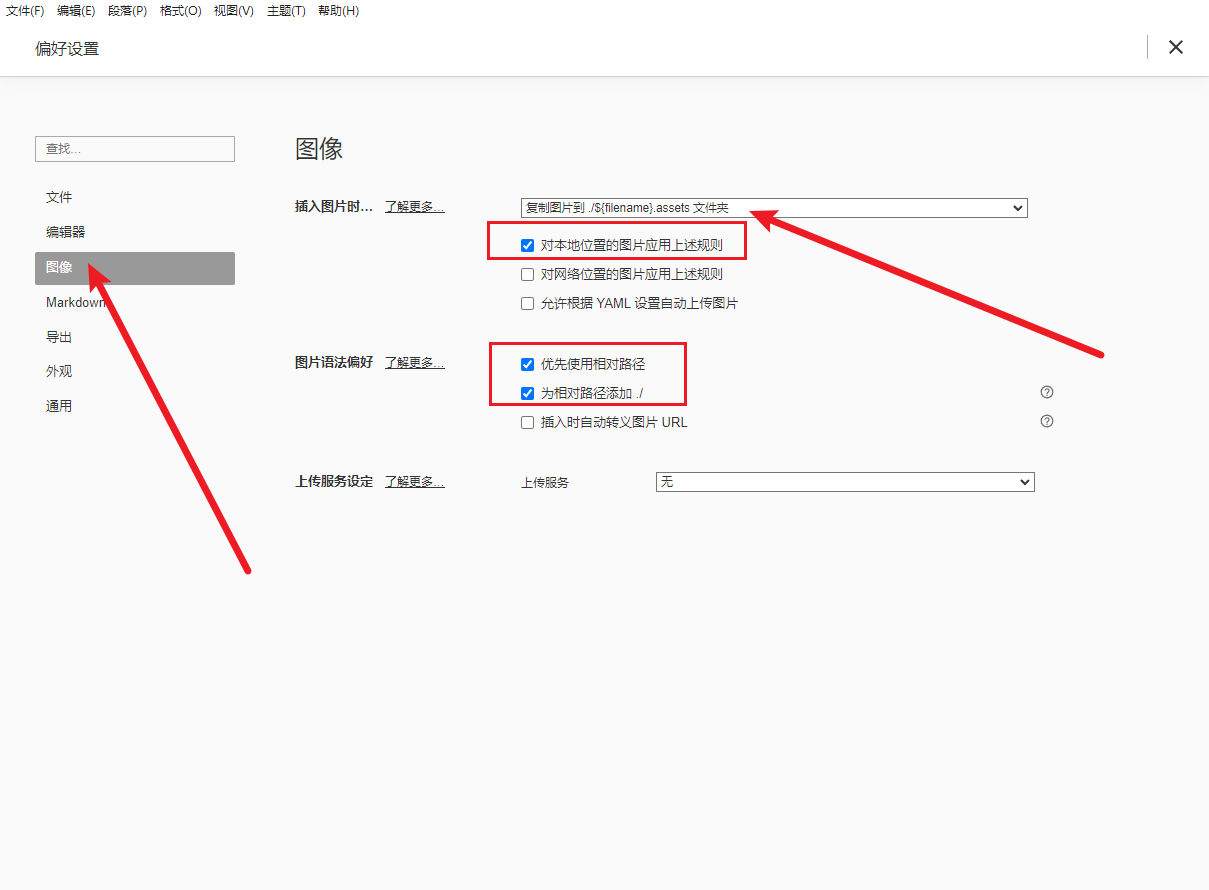 文件(F) 编辑(E) 段落(P) 格式(O) 视图(V) 主题(T) 帮助(H)
偏好设置
查找...
文件
编辑器
图像
Markdown
导出
外观
通用
图像
插入图片时... 了解更多... 复制图片到 ./${filename}.assets 文件夹
对本地位置的图片应用上述规则
对网络位置的图片应用上述规则
允许根据 YAML 设置自动上传图片
图片语法偏好 了解更多... 优先使用相对路径
为相对路径添加 ./
插入时自动转义图片 URL
上传服务设定 了解更多... 上传服务 无